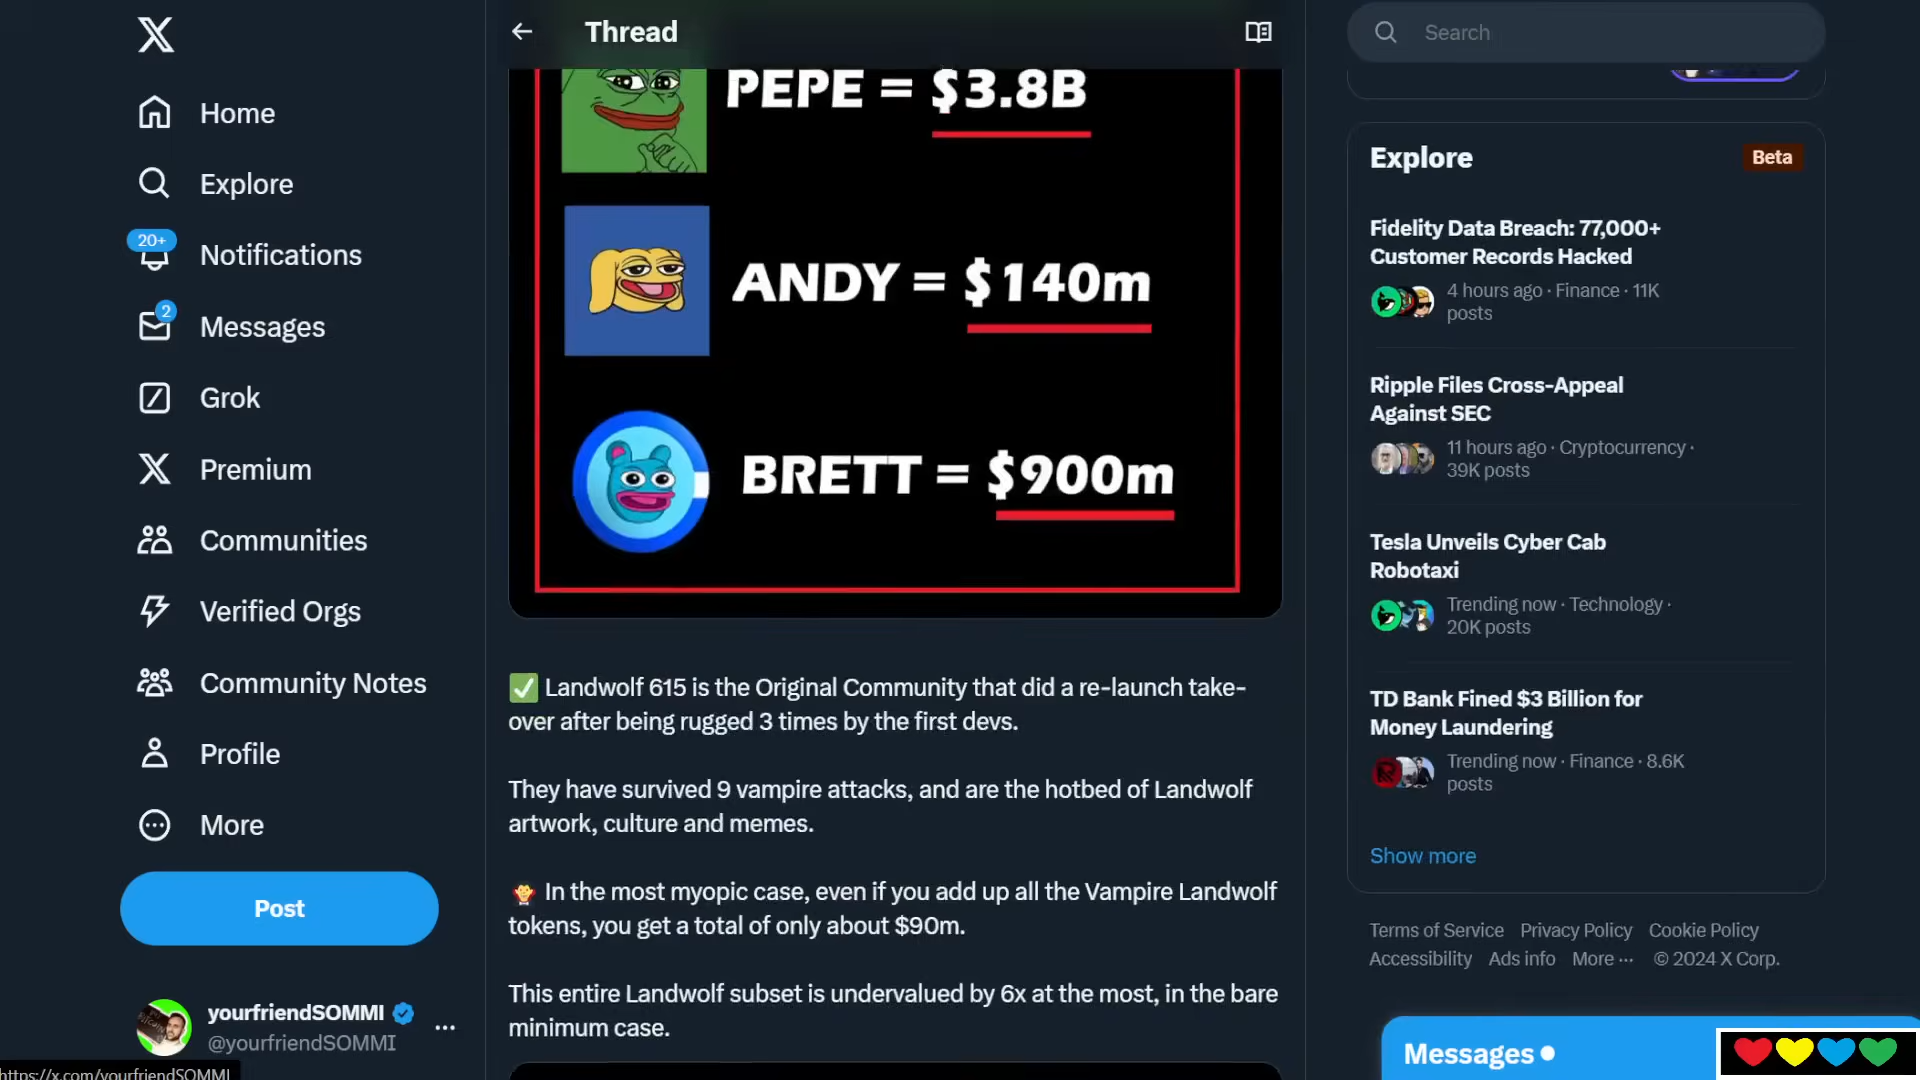 Home
Explore
20+
Notifications
2
Messages
Grok
Premium
Communities
Verified Orgs
Community Notes
Profile
More
Post
yourfriendSOMMI
@yourfriendSOMMI
https://x.com/yourfriendSOMMI
Thread
PEPE = $3.8B
ANDY = $140m
BRETT = $900m
✅ Landwolf 615 is the Original Community that did a re-launch take-
over after being rugged 3 times by the first devs.
They have survived 9 vampire attacks, and are the hotbed of Landwolf
artwork, culture and memes.
In the most myopic case, even if you add up all the Vampire Landwolf
tokens, you get a total of only about $90m.
This entire Landwolf subset is undervalued by 6x at the most, in the bare
minimum case.
Search
Explore
Beta
Fidelity Data Breach: 77,000+
Customer Records Hacked
4 hours ago · Finance · 11K
posts
Ripple Files Cross-Appeal
Against SEC
11 hours ago · Cryptocurrency ·
39K posts
Tesla Unveils Cyber Cab
Robotaxi
Trending now · Technology ·
20K posts
TD Bank Fined $3 Billion for
Money Laundering
Trending now · Finance · 8.6K
posts
Show more
Terms of Service Privacy Policy Cookie Policy
Accessibility Ads info More ··· © 2024 X Corp.
Messages